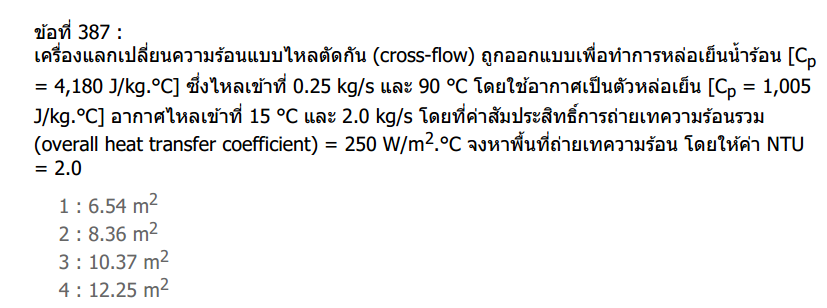 ข้อที่ 387 :
เครื่องแลกเปลี่ยนความร้อนแบบไหลตัดกัน (cross-flow) ถูกออกแบบเพื่อทำการหล่อเย็นน้ำร้อน [Cp
= 4,180 J/kg.°C] ซึ่งไหลเข้าที่ 0.25 kg/s และ 90 °C โดยใช้อากาศเป็นตัวหล่อเย็น [Cp = 1,005
J/kg.°C] อากาศไหลเข้าที่ 15 °C และ 2.0 kg/s โดยที่ค่าสัมประสิทธิ์การถ่ายเทความร้อนรวม
(overall heat transfer coefficient) = 250 W/m2.°C จงหาพื้นที่ถ่ายเทความร้อน โดยให้ค่า NTU
= 2.0
1 : 6.54 m2
2 : 8.36 m2
3 : 10.37 m2
4 : 12.25 m2